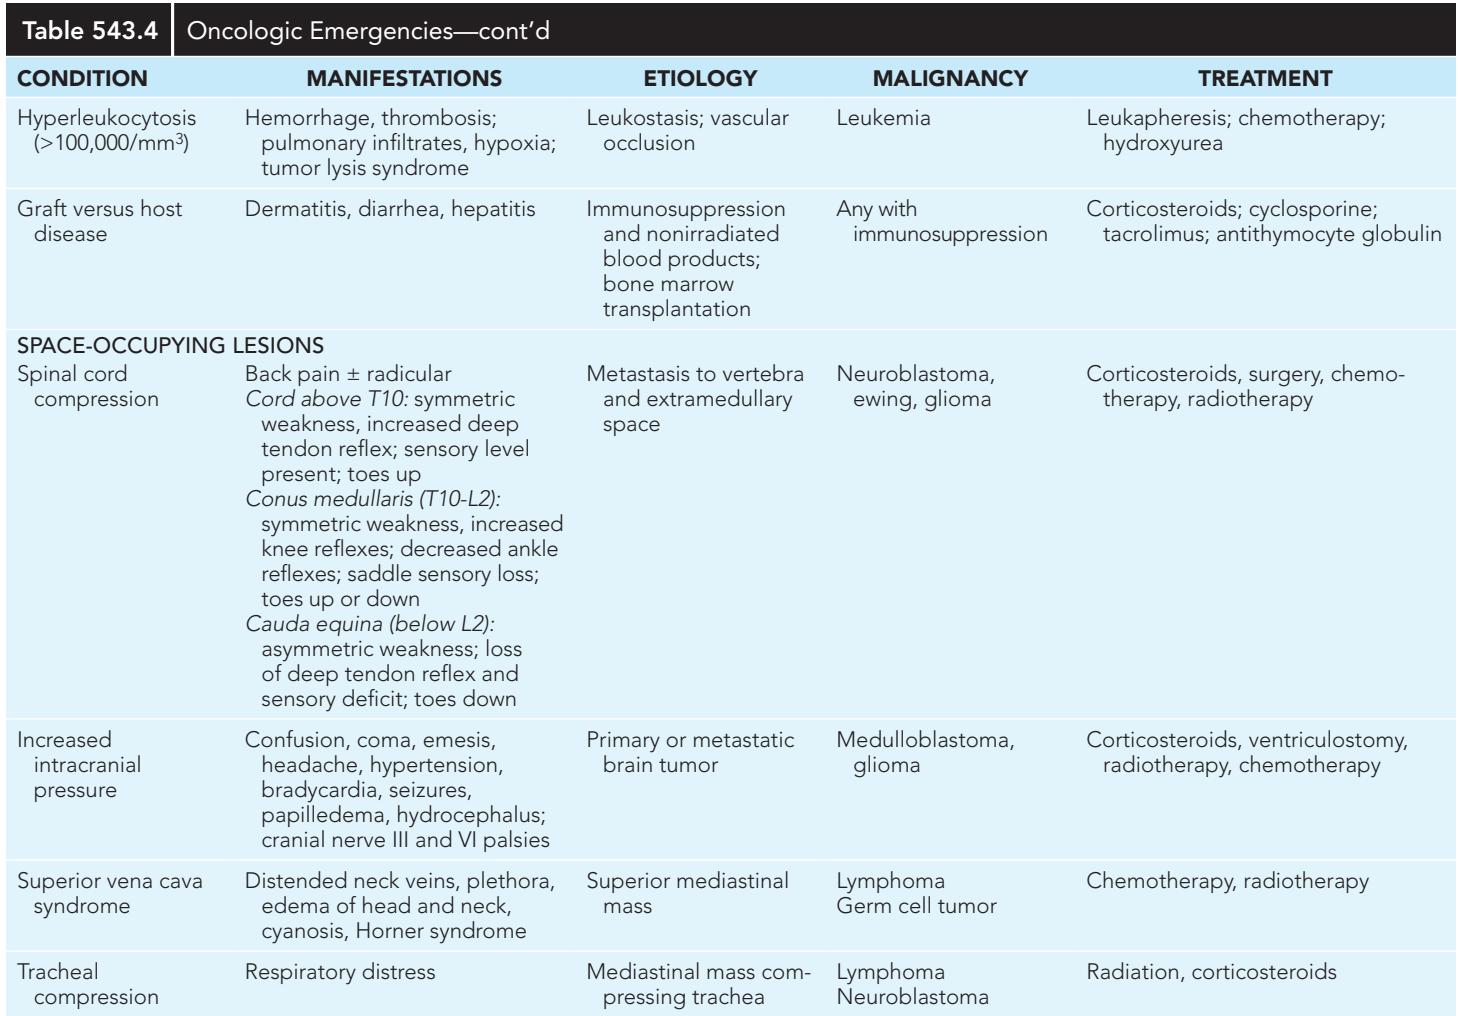 Table 543.4 Oncologic Emergencies—cont'd
CONDITION MANIFESTATIONS ETIOLOGY MALIGNANCY TREATMENT
Hyperleukocytosis Hemorrhage, thrombosis; Leukostasis; vascular Leukemia Leukapheresis; chemotherapy;
(>100,000/mm³) pulmonary infiltrates, hypoxia; occlusion hydroxyurea
tumor lysis syndrome
Graft versus host Dermatitis, diarrhea, hepatitis Immunosuppression Any with Corticosteroids; cyclosporine;
disease and nonirradiated immunosuppression tacrolimus; antithymocyte globulin
blood products;
bone marrow
transplantation
SPACE-OCCUPYING LESIONS
Spinal cord Back pain ± radicular Metastasis to vertebra Neuroblastoma, Corticosteroids, surgery, chemo-
compression Cord above T10: symmetric and extramedullary ewing, glioma therapy, radiotherapy
weakness, increased deep space
tendon reflex; sensory level
present; toes up
Conus medullaris (T10-L2):
symmetric weakness, increased
knee reflexes; decreased ankle
reflexes; saddle sensory loss;
toes up or down
Cauda equina (below L2):
asymmetric weakness; loss
of deep tendon reflex and
sensory deficit; toes down
Increased Confusion, coma, emesis, Primary or metastatic Medulloblastoma, Corticosteroids, ventriculostomy,
intracranial headache, hypertension, brain tumor glioma radiotherapy, chemotherapy
pressure bradycardia, seizures,
papilledema, hydrocephalus;
cranial nerve III and VI palsies
Superior vena cava Distended neck veins, plethora, Superior mediastinal Lymphoma Chemotherapy, radiotherapy
syndrome edema of head and neck, mass Germ cell tumor
cyanosis, Horner syndrome
Tracheal Respiratory distress Mediastinal mass com- Lymphoma Radiation, corticosteroids
compression pressing trachea Neuroblastoma